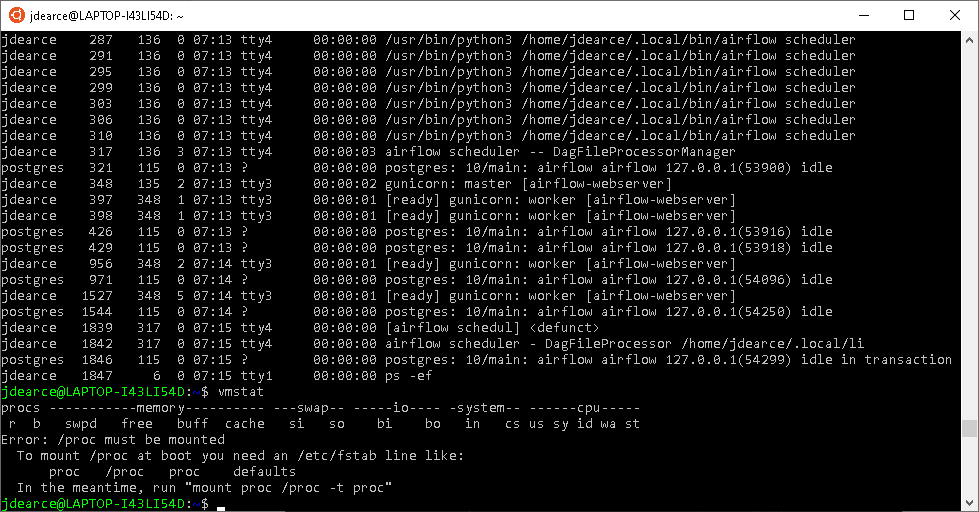 jdearce@LAPTOP-I43LI54D: ~
jdearce    287   136  0 07:13 tty4     00:00:00 /usr/bin/python3 /home/jdearce/.local/bin/airflow scheduler
jdearce    291   136  0 07:13 tty4     00:00:00 /usr/bin/python3 /home/jdearce/.local/bin/airflow scheduler
jdearce    295   136  0 07:13 tty4     00:00:00 /usr/bin/python3 /home/jdearce/.local/bin/airflow scheduler
jdearce    299   136  0 07:13 tty4     00:00:00 /usr/bin/python3 /home/jdearce/.local/bin/airflow scheduler
jdearce    303   136  0 07:13 tty4     00:00:00 /usr/bin/python3 /home/jdearce/.local/bin/airflow scheduler
jdearce    306   136  0 07:13 tty4     00:00:00 /usr/bin/python3 /home/jdearce/.local/bin/airflow scheduler
jdearce    310   136  0 07:13 tty4     00:00:00 /usr/bin/python3 /home/jdearce/.local/bin/airflow scheduler
jdearce    317   136  3 07:13 tty4     00:00:03 airflow scheduler -- DagFileProcessorManager
postgres   321   115  0 07:13 ?        00:00:00 postgres: 10/main: airflow airflow 127.0.0.1(53900) idle
jdearce    348   135  2 07:13 tty3     00:00:02 gunicorn: master [airflow-webserver]
jdearce    397   348  1 07:13 tty3     00:00:01 [ready] gunicorn: worker [airflow-webserver]
jdearce    398   348  1 07:13 tty3     00:00:01 [ready] gunicorn: worker [airflow-webserver]
postgres   426   115  0 07:13 ?        00:00:00 postgres: 10/main: airflow airflow 127.0.0.1(53916) idle
postgres   429   115  0 07:13 ?        00:00:00 postgres: 10/main: airflow airflow 127.0.0.1(53918) idle
jdearce    956   348  2 07:14 tty3     00:00:01 [ready] gunicorn: worker [airflow-webserver]
postgres   971   115  0 07:14 ?        00:00:00 postgres: 10/main: airflow airflow 127.0.0.1(54096) idle
jdearce   1527   348  5 07:14 tty3     00:00:01 [ready] gunicorn: worker [airflow-webserver]
postgres  1544   115  0 07:14 ?        00:00:00 postgres: 10/main: airflow airflow 127.0.0.1(54250) idle
jdearce   1839   317  0 07:15 tty4     00:00:00 [airflow schedul] <defunct>
jdearce   1842   317  0 07:15 tty4     00:00:00 airflow scheduler - DagFileProcessor /home/jdearce/.local/li
postgres  1846   115  0 07:15 ?        00:00:00 postgres: 10/main: airflow airflow 127.0.0.1(54299) idle in transaction
jdearce   1847     6  0 07:15 tty1     00:00:00 ps -ef
jdearce@LAPTOP-I43LI54D:~$ vmstat
procs -----------memory---------- ---swap-- -----io---- -system-- ------cpu-----
 r  b   swpd   free   buff  cache   si   so    bi    bo   in   cs us sy id wa st
Error: /proc must be mounted
  To mount /proc at boot you need an /etc/fstab line like:
      proc   /proc   proc    defaults
  In the meantime, run "mount proc /proc -t proc"
jdearce@LAPTOP-I43LI54D:~$